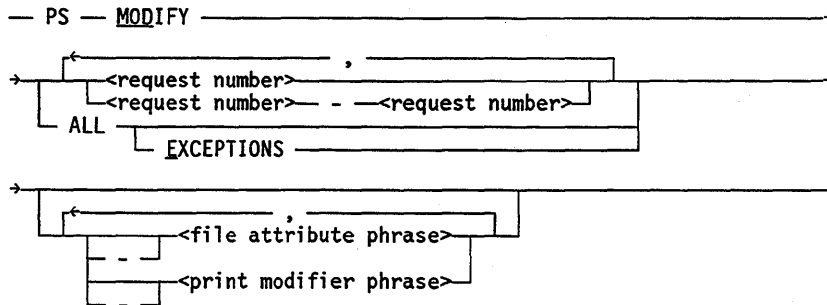 PS MODIFY
,
<request number>
<request number> - <request number>
ALL
EXCEPTIONS
,
<file attribute phrase>
-
<print modifier phrase>
-